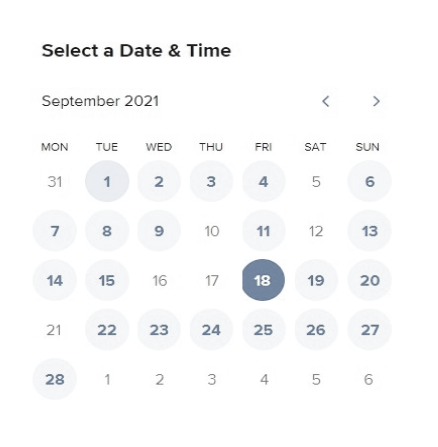 Select a Date & Time
September 2021
MON TUE WED THU FRI SAT SUN
31 1 2 3 4 5 6
7 8 9 10 11 12 13
14 15 16 17 18 19 20
21 22 23 24 25 26 27
28 1 2 3 4 5 6